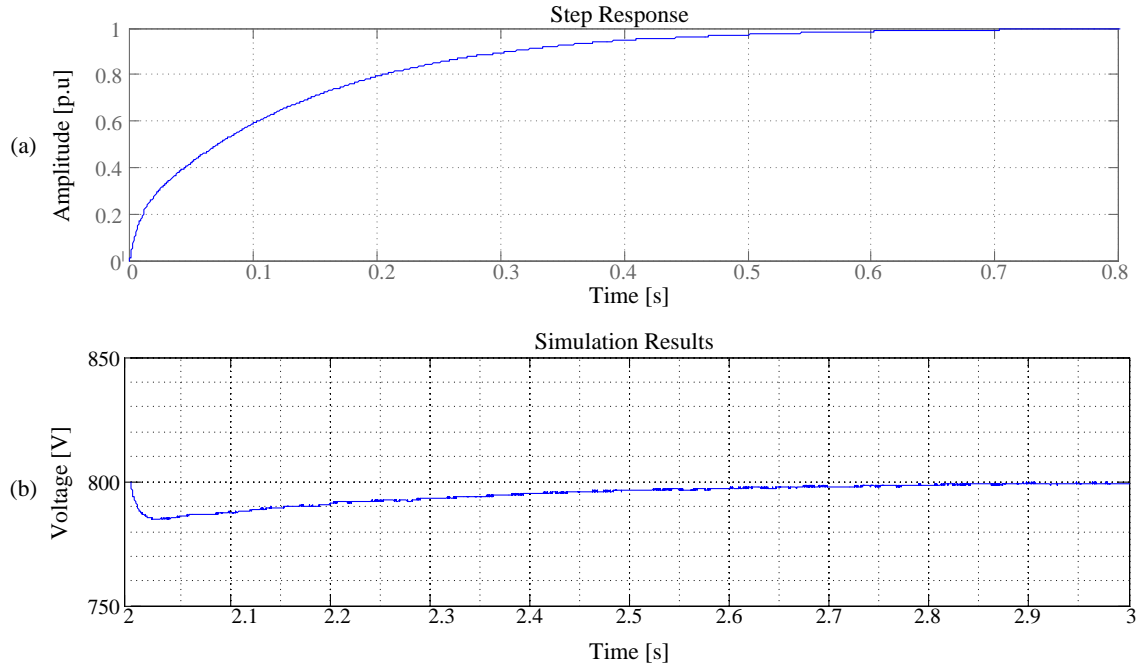 Step Response
(a)
Amplitude [p.u]
1
0.8
0.6
0.4
0.2
0
0 0.1 0.2 0.3 0.4 0.5 0.6 0.7 0.8
Time [s]
Simulation Results
(b)
Voltage [V]
850
800
750
2 2.1 2.2 2.3 2.4 2.5 2.6 2.7 2.8 2.9 3
Time [s]